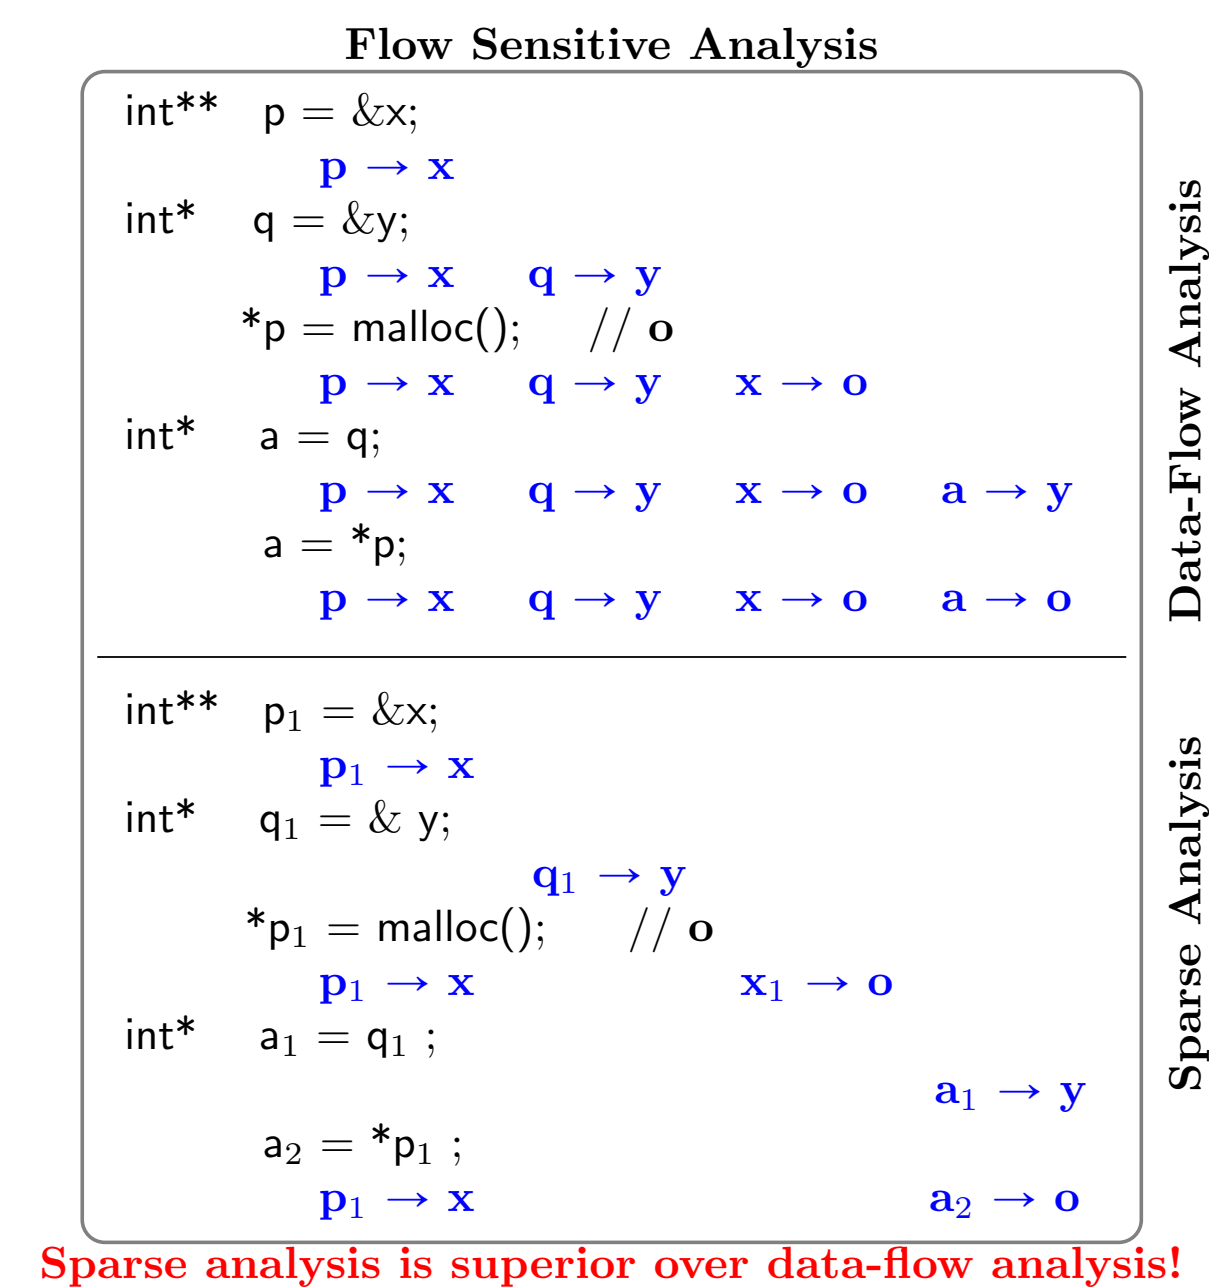 Flow Sensitive Analysis
int** p = &x;
p → x
int* q = &y;
p → x q → y
*p = malloc(); // o
p → x q → y x → o
int* a = q;
p → x q → y x → o a → y
a = *p;
p → x q → y x → o a → o
Data-Flow Analysis
int** p₁ = &x;
p₁ → x
int* q₁ = & y;
q₁ → y
*p₁ = malloc(); // o
p₁ → x x₁ → o
int* a₁ = q₁ ;
a₁ → y
a₂ = *p₁ ;
p₁ → x a₂ → o
Sparse Analysis
Sparse analysis is superior over data-flow analysis!